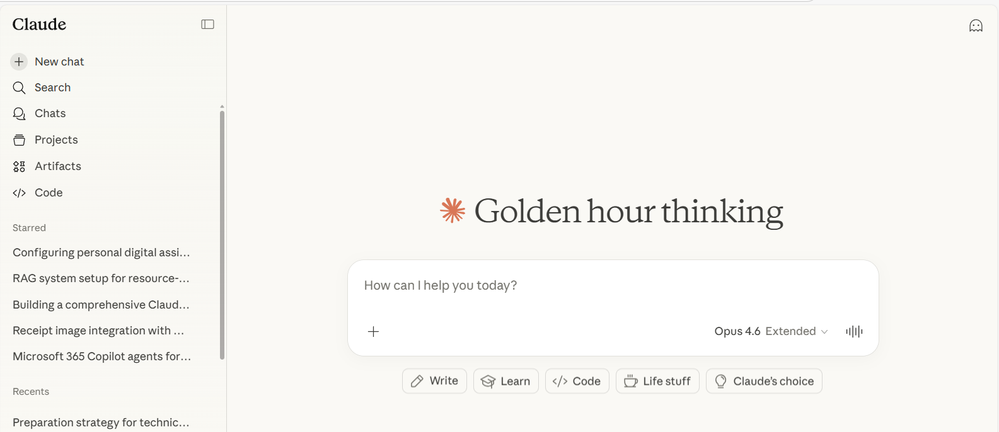 Claude
New chat
Search
Chats
Projects
Artifacts
Code
Starred
Configuring personal digital assi...
RAG system setup for resource-...
Building a comprehensive Claud...
Receipt image integration with ...
Microsoft 365 Copilot agents for...
Recents
Preparation strategy for technic...
Golden hour thinking
How can I help you today?
Opus 4.6 Extended
Write Learn Code Life stuff Claude's choice